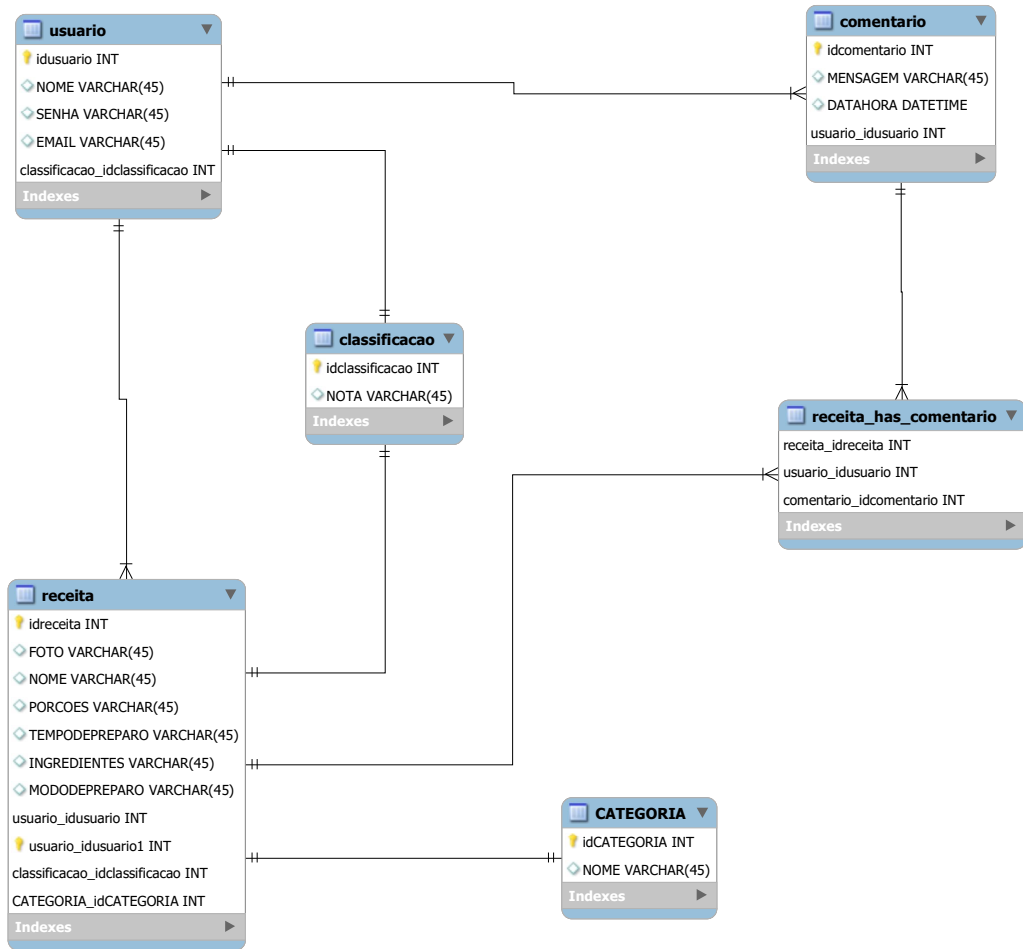 usuario
idusuario INT
NOME VARCHAR(45)
SENHA VARCHAR(45)
EMAIL VARCHAR(45)
classificacao_idclassificacao INT
Indexes
comentario
idcomentario INT
MENSAGEM VARCHAR(45)
DATAHORA DATETIME
usuario_idusuario INT
Indexes
classificacao
idclassificacao INT
NOTA VARCHAR(45)
Indexes
receita_has_comentario
receita_idreceita INT
usuario_idusuario INT
comentario_idcomentario INT
Indexes
receita
idreceita INT
FOTO VARCHAR(45)
NOME VARCHAR(45)
PORCOES VARCHAR(45)
TEMPODEPREPARO VARCHAR(45)
INGREDIENTES VARCHAR(45)
MODODEPREPARO VARCHAR(45)
usuario_idusuario INT
usuario_idusuario1 INT
classificacao_idclassificacao INT
CATEGORIA_idCATEGORIA INT
Indexes
CATEGORIA
idCATEGORIA INT
NOME VARCHAR(45)
Indexes